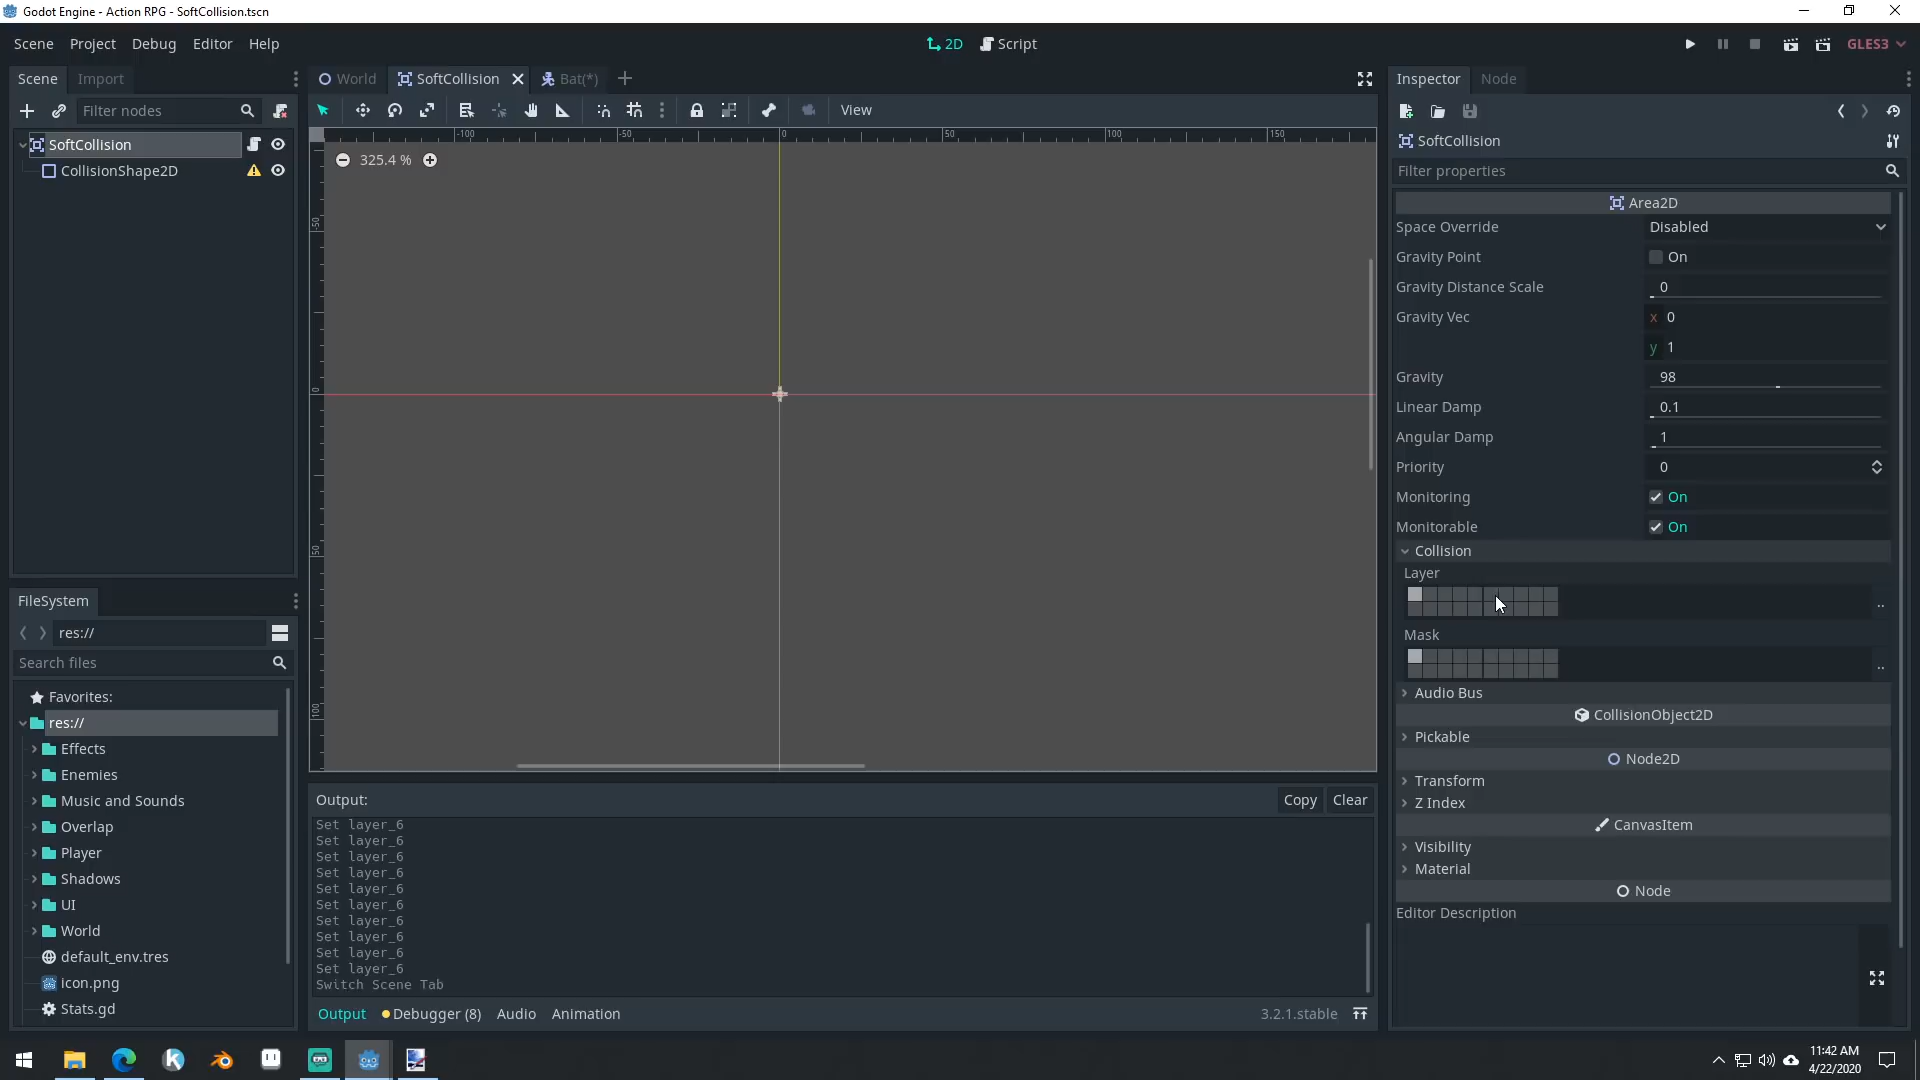 Godot Engine - Action RPG - SoftCollision.tscn
Scene Project Debug Editor Help
2D Script
GLES3
Scene Import
World SoftCollision Bat(*)
Inspector Node
Filter nodes
View
SoftCollision
CollisionShape2D
-100 -50 0 50 100 150
325.4 %
-50
0
50
100
SoftCollision
Filter properties
Area2D
Space Override Disabled
Gravity Point On
Gravity Distance Scale 0
Gravity Vec x 0
y 1
Gravity 98
Linear Damp 0.1
Angular Damp 1
Priority 0
Monitoring On
Monitorable On
Collision
Layer
..
Mask
..
Audio Bus
CollisionObject2D
Pickable
Node2D
Transform
Z Index
CanvasItem
Visibility
Material
Node
Editor Description
FileSystem
res://
Search files
Favorites:
res://
Effects
Enemies
Music and Sounds
Overlap
Player
Shadows
UI
World
default_env.tres
icon.png
Stats.gd
Output: Copy Clear
Set layer_6
Set layer_6
Set layer_6
Set layer_6
Set layer_6
Set layer_6
Set layer_6
Set layer_6
Set layer_6
Set layer_6
Switch Scene Tab
Output Debugger (8) Audio Animation 3.2.1.stable
11:42 AM
4/22/2020